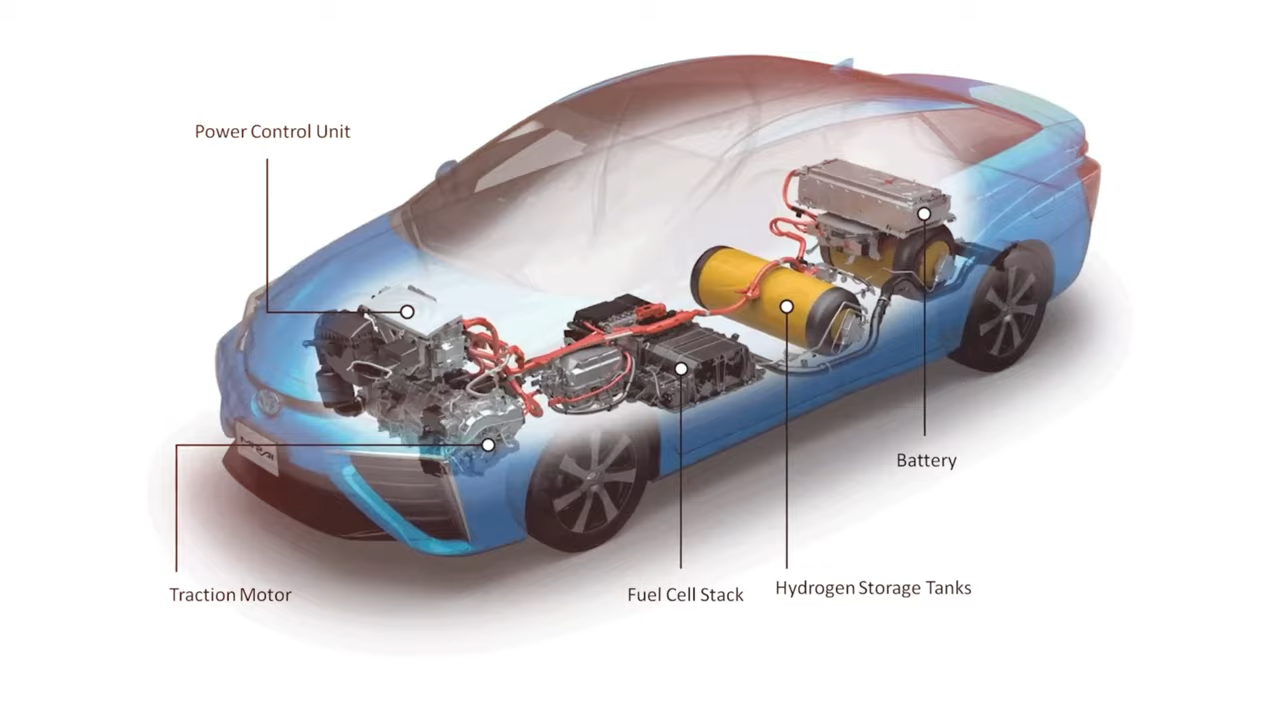 Power Control Unit
Battery
Traction Motor
Fuel Cell Stack
Hydrogen Storage Tanks